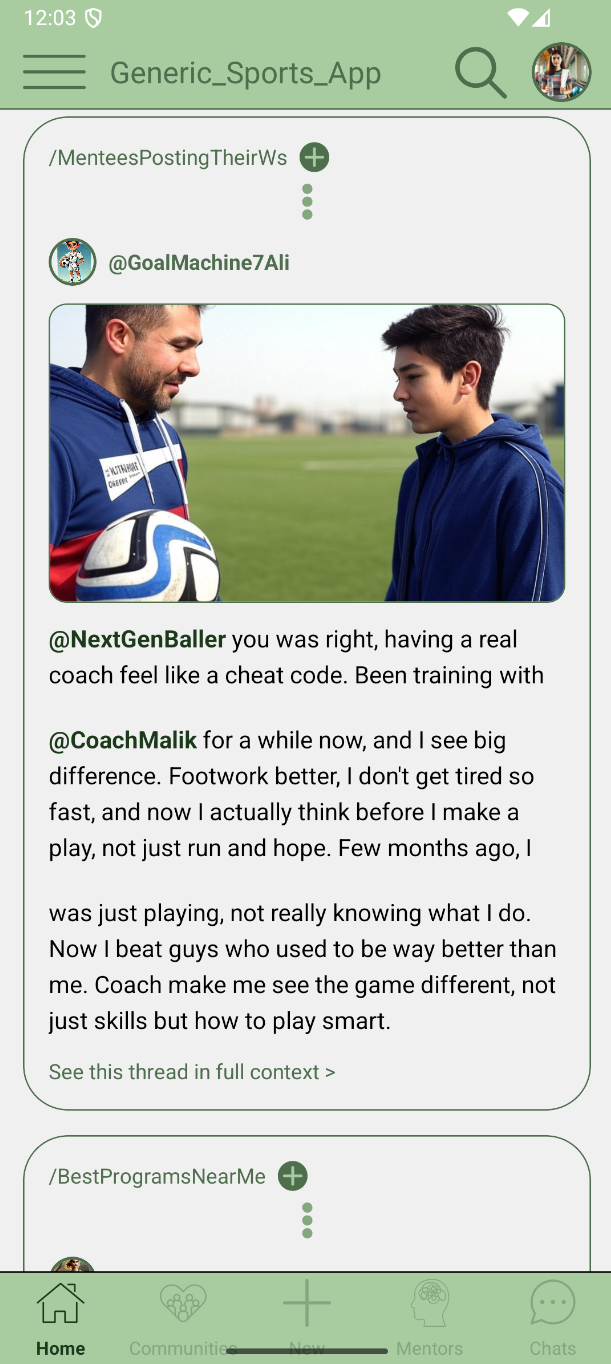 12:03
Generic_Sports_App
/MenteesPostingTheirWs
@GoalMachine7Ali
@NextGenBaller you was right, having a real
coach feel like a cheat code. Been training with
@CoachMalik for a while now, and I see big
difference. Footwork better, I don't get tired so
fast, and now I actually think before I make a
play, not just run and hope. Few months ago, I
was just playing, not really knowing what I do.
Now I beat guys who used to be way better than
me. Coach make me see the game different, not
just skills but how to play smart.
See this thread in full context >
/BestProgramsNearMe
Home Communities New Mentors Chats